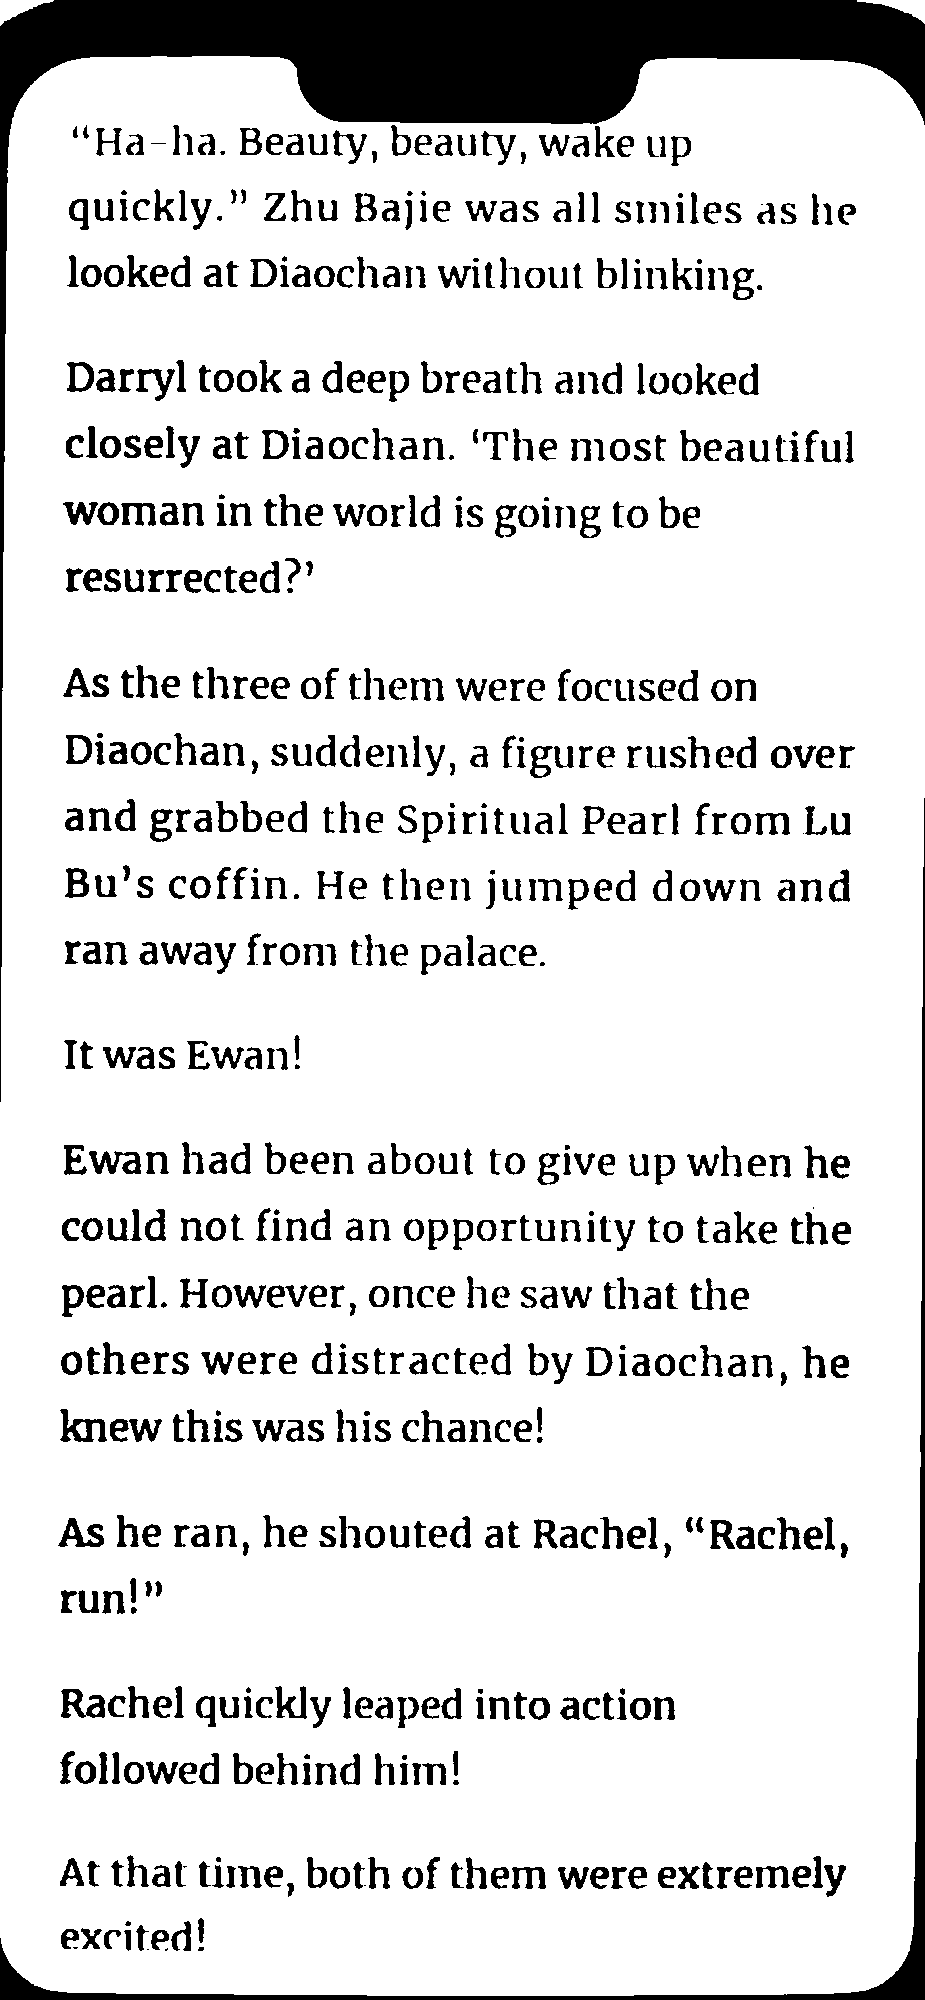 “Ha-ha. Beauty, beauty, wake up
quickly.” Zhu Bajie was all smiles as he
looked at Diaochan without blinking.
Darryl took a deep breath and looked
closely at Diaochan. ‘The most beautiful
woman in the world is going to be
resurrected?’
As the three of them were focused on
Diaochan, suddenly, a figure rushed over
and grabbed the Spiritual Pearl from Lu
Bu’s coffin. He then jumped down and
ran away from the palace.
It was Ewan!
Ewan had been about to give up when he
could not find an opportunity to take the
pearl. However, once he saw that the
others were distracted by Diaochan, he
knew this was his chance!
As he ran, he shouted at Rachel, “Rachel,
run!”
Rachel quickly leaped into action
followed behind him!
At that time, both of them were extremely
excited!